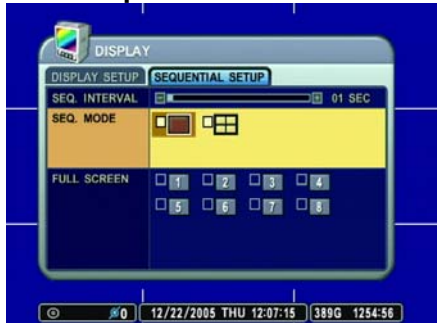 DISPLAY
DISPLAY SETUP SEQUENTIAL SETUP
SEQ. INTERVAL 01 SEC
SEQ. MODE
FULL SCREEN 1 2 3 4
5 6 7 8
0 12/22/2005 THU 12:07:15 389G 1254:56